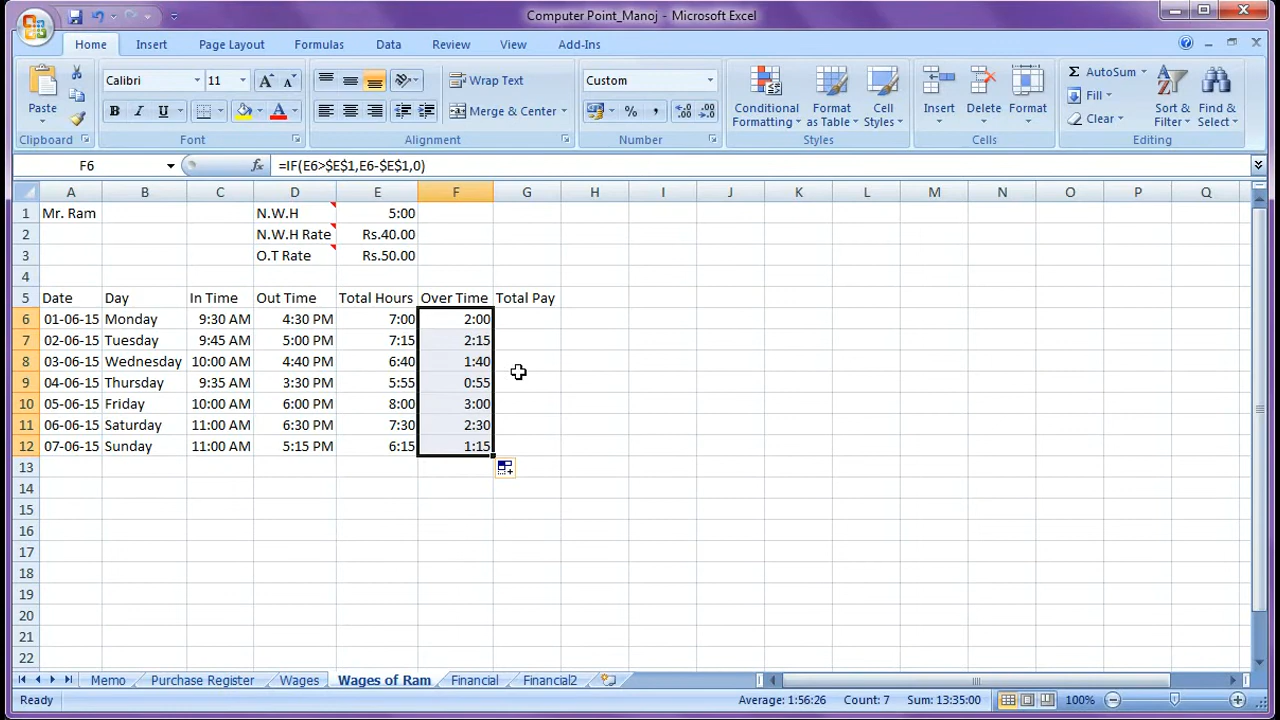 Computer Point_Manoj - Microsoft Excel
Home Insert Page Layout Formulas Data Review View Add-Ins
Paste
Calibri 11
B I U
Wrap Text
Merge & Center
Custom
% ,
Conditional Formatting
Format as Table
Cell Styles
Insert Delete Format
Σ AutoSum
Fill
Clear
Sort & Filter
Find & Select
Clipboard Font Alignment Number Styles Cells Editing
F6 fx =IF(E6>$E$1,E6-$E$1,0)
A B C D E F G H I J K L M N O P Q
1 Mr. Ram N.W.H 5:00
2 N.W.H Rate Rs.40.00
3 O.T Rate Rs.50.00
4
5 Date Day In Time Out Time Total Hours Over Time Total Pay
6 01-06-15 Monday 9:30 AM 4:30 PM 7:00 2:00
7 02-06-15 Tuesday 9:45 AM 5:00 PM 7:15 2:15
8 03-06-15 Wednesday 10:00 AM 4:40 PM 6:40 1:40
9 04-06-15 Thursday 9:35 AM 3:30 PM 5:55 0:55
10 05-06-15 Friday 10:00 AM 6:00 PM 8:00 3:00
11 06-06-15 Saturday 11:00 AM 6:30 PM 7:30 2:30
12 07-06-15 Sunday 11:00 AM 5:15 PM 6:15 1:15
13
14
15
16
17
18
19
20
21
22
Memo Purchase Register Wages Wages of Ram Financial Financial2
Ready Average: 1:56:26 Count: 7 Sum: 13:35:00 100%